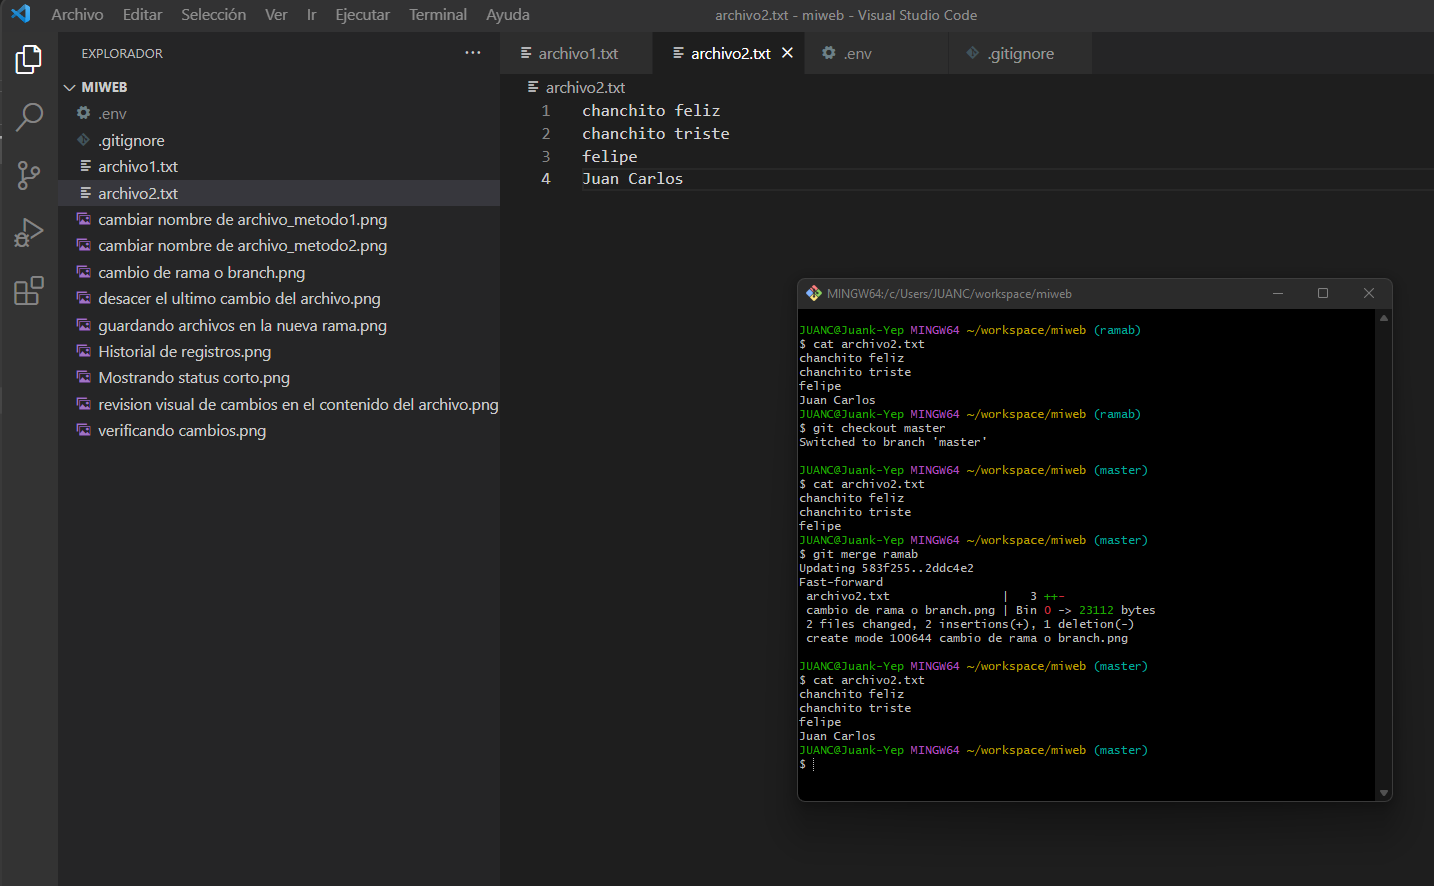 Archivo Editar Selección Ver Ir Ejecutar Terminal Ayuda archivo2.txt - miweb - Visual Studio Code
EXPLORADOR
MIWEB
.env
.gitignore
archivo1.txt
archivo2.txt
cambiar nombre de archivo_metodo1.png
cambiar nombre de archivo_metodo2.png
cambio de rama o branch.png
desacer el ultimo cambio del archivo.png
guardando archivos en la nueva rama.png
Historial de registros.png
Mostrando status corto.png
revision visual de cambios en el contenido del archivo.png
verificando cambios.png
archivo1.txt archivo2.txt .env .gitignore
archivo2.txt
1 chanchito feliz
2 chanchito triste
3 felipe
4 Juan Carlos
MINGW64:/c/Users/JUANC/workspace/miweb
JUANC@Juank-Yep MINGW64 ~/workspace/miweb (ramab)
$ cat archivo2.txt
chanchito feliz
chanchito triste
felipe
Juan Carlos
JUANC@Juank-Yep MINGW64 ~/workspace/miweb (ramab)
$ git checkout master
Switched to branch 'master'
JUANC@Juank-Yep MINGW64 ~/workspace/miweb (master)
$ cat archivo2.txt
chanchito feliz
chanchito triste
felipe
JUANC@Juank-Yep MINGW64 ~/workspace/miweb (master)
$ git merge ramab
Updating 583f255..2ddc4e2
Fast-forward
archivo2.txt | 3 ++-
cambio de rama o branch.png | Bin 0 -> 23112 bytes
2 files changed, 2 insertions(+), 1 deletion(-)
create mode 100644 cambio de rama o branch.png
JUANC@Juank-Yep MINGW64 ~/workspace/miweb (master)
$ cat archivo2.txt
chanchito feliz
chanchito triste
felipe
Juan Carlos
JUANC@Juank-Yep MINGW64 ~/workspace/miweb (master)
$